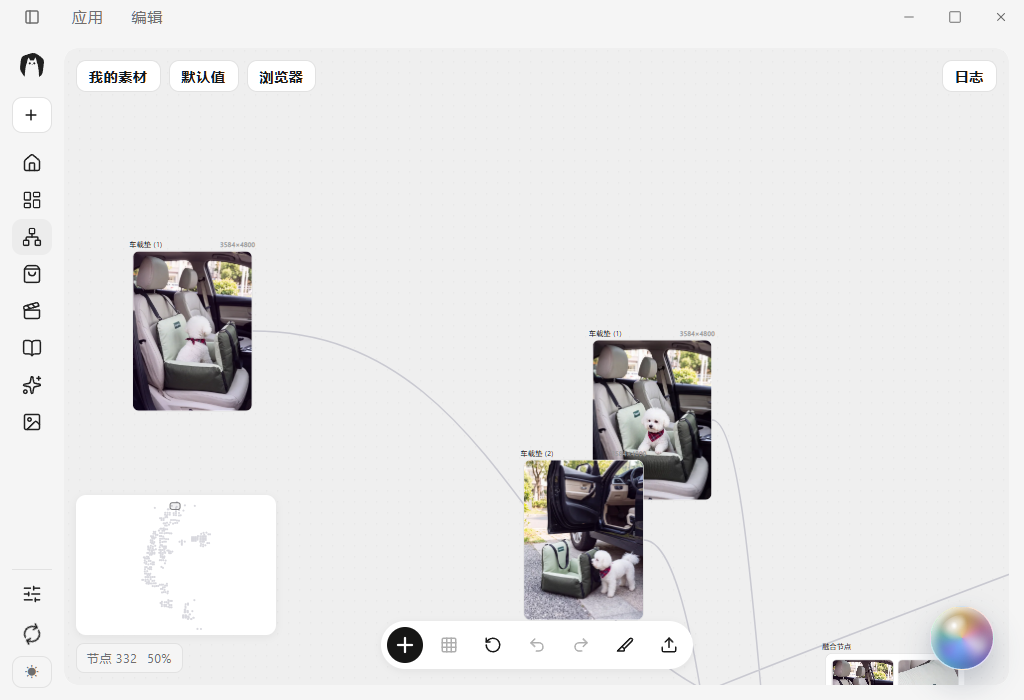 应用 编辑
我的素材 默认值 浏览器 日志
车载垫 (1) 3584×4800
车载垫 (1) 3584×4800
车载垫 (2)
融合节点
节点 332 50%